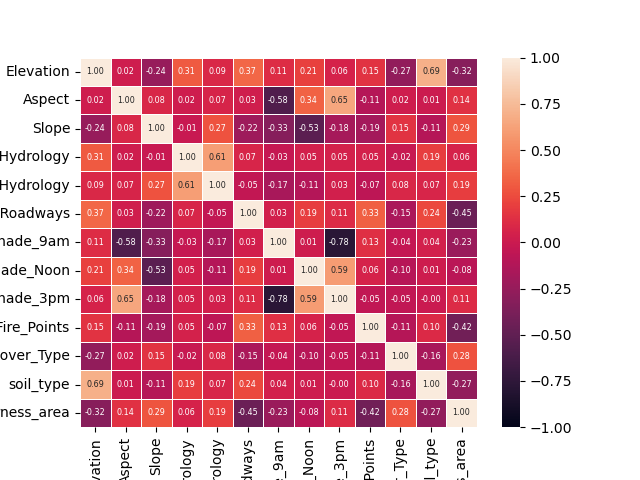 Elevation 1.00 0.02 -0.24 0.31 0.09 0.37 0.11 0.21 0.06 0.15 -0.27 0.69 -0.32 1.00
Aspect 0.02 1.00 0.08 0.02 0.07 0.03 -0.58 0.34 0.65 -0.11 0.02 0.01 0.14 0.75
Slope -0.24 0.08 1.00 -0.01 0.27 -0.22 -0.33 -0.53 -0.18 -0.19 0.15 -0.11 0.29
Hydrology 0.31 0.02 -0.01 1.00 0.61 0.07 -0.03 0.05 0.05 0.05 -0.02 0.19 0.06 0.50
Hydrology 0.09 0.07 0.27 0.61 1.00 -0.05 -0.17 -0.11 0.03 -0.07 0.08 0.07 0.19 0.25
Roadways 0.37 0.03 -0.22 0.07 -0.05 1.00 0.03 0.19 0.11 0.33 -0.15 0.24 -0.45
made_9am 0.11 -0.58 -0.33 -0.03 -0.17 0.03 1.00 0.01 -0.78 0.13 -0.04 0.04 -0.23 0.00
ade_Noon 0.21 0.34 -0.53 0.05 -0.11 0.19 0.01 1.00 0.59 0.06 -0.10 0.01 -0.08 −0.25
nade_3pm 0.06 0.65 -0.18 0.05 0.03 0.11 -0.78 0.59 1.00 -0.05 -0.05 -0.00 0.11
Fire_Points 0.15 -0.11 -0.19 0.05 -0.07 0.33 0.13 0.06 -0.05 1.00 -0.11 0.10 -0.42 −0.50
over_Type -0.27 0.02 0.15 -0.02 0.08 -0.15 -0.04 -0.10 -0.05 -0.11 1.00 -0.16 0.28
soil_type 0.69 0.01 -0.11 0.19 0.07 0.24 0.04 0.01 -0.00 0.10 -0.16 1.00 -0.27 −0.75
ness_area -0.32 0.14 0.29 0.06 0.19 -0.45 -0.23 -0.08 0.11 -0.42 0.28 -0.27 1.00 −1.00
vation
Aspect
Slope
rology
rology
dways
_9am
_Noon
_3pm
Points
_Type
l_type
s_area